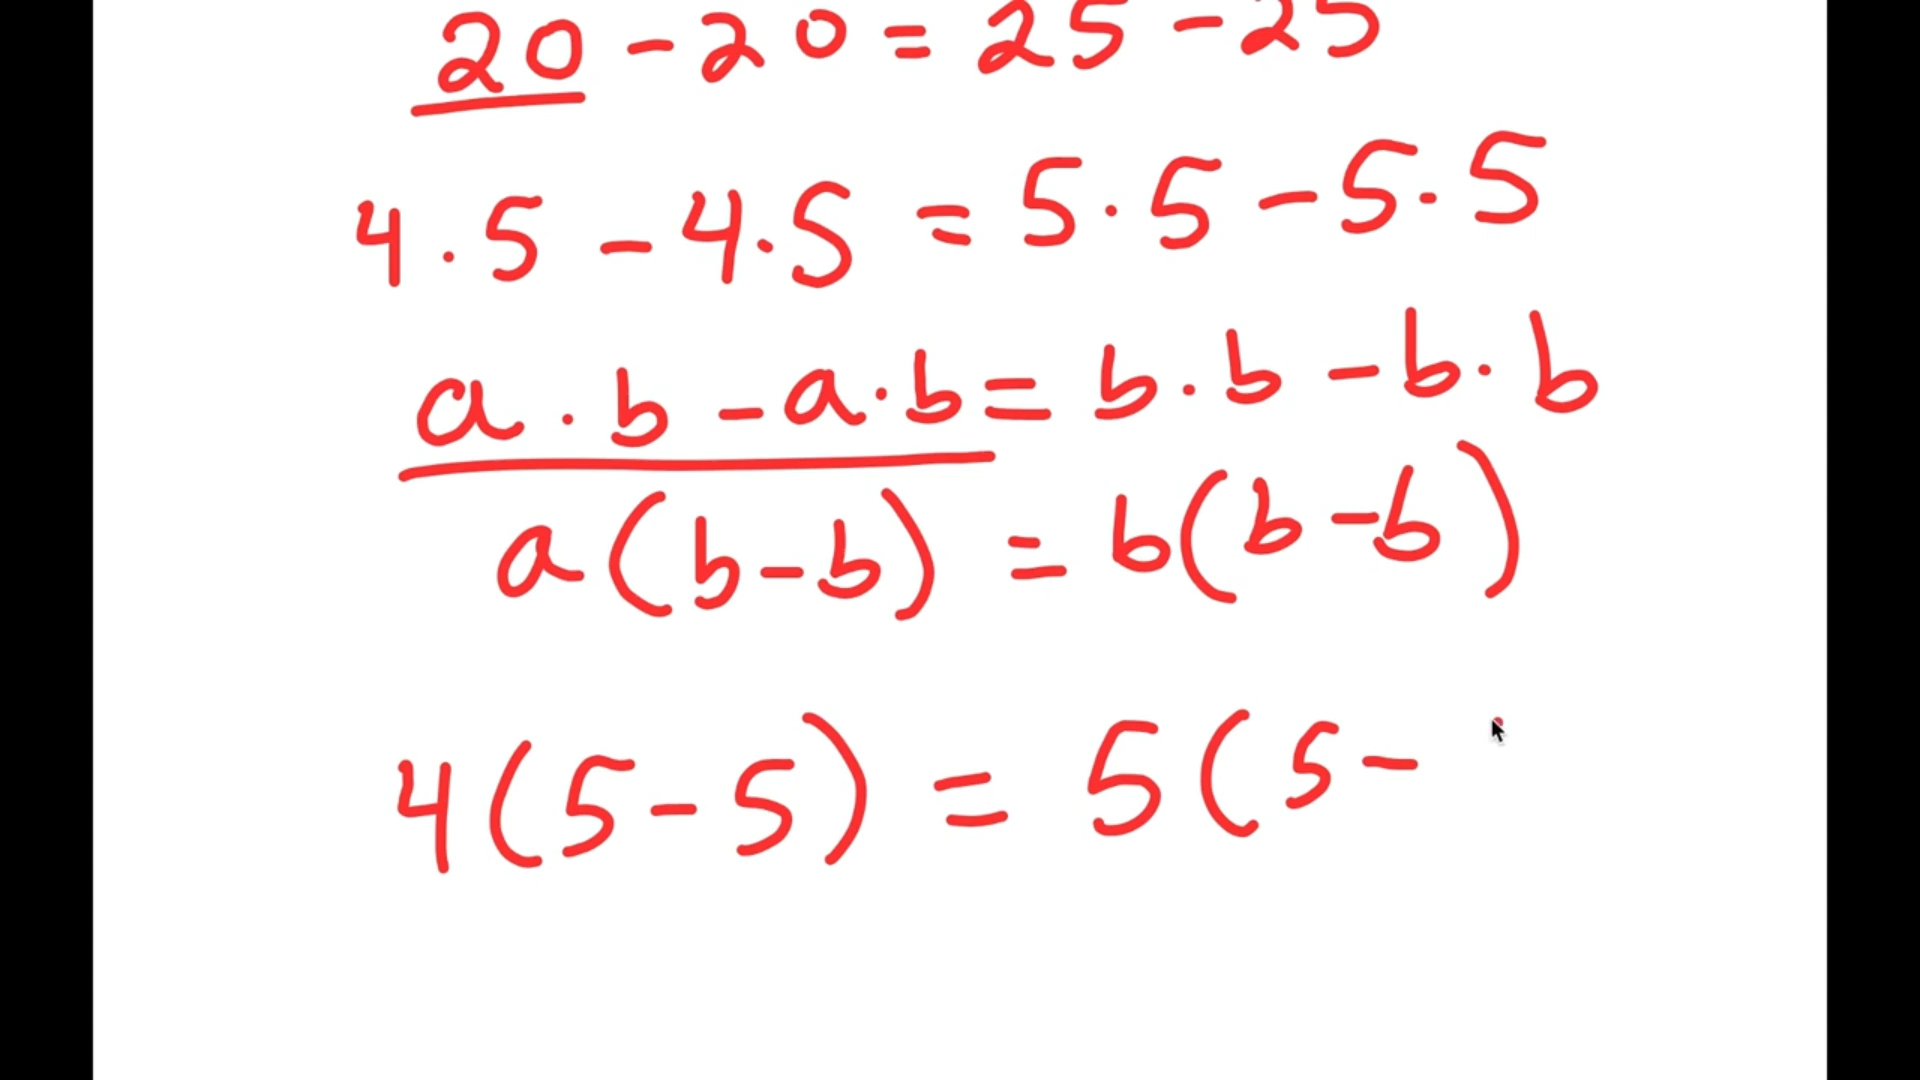 20 - 20 = 25 - 25
4 · 5 - 4 · 5 = 5 · 5 - 5 · 5
a · b - a · b = b · b - b · b
a(b-b) = b(b-b)
4(5-5) = 5(5-